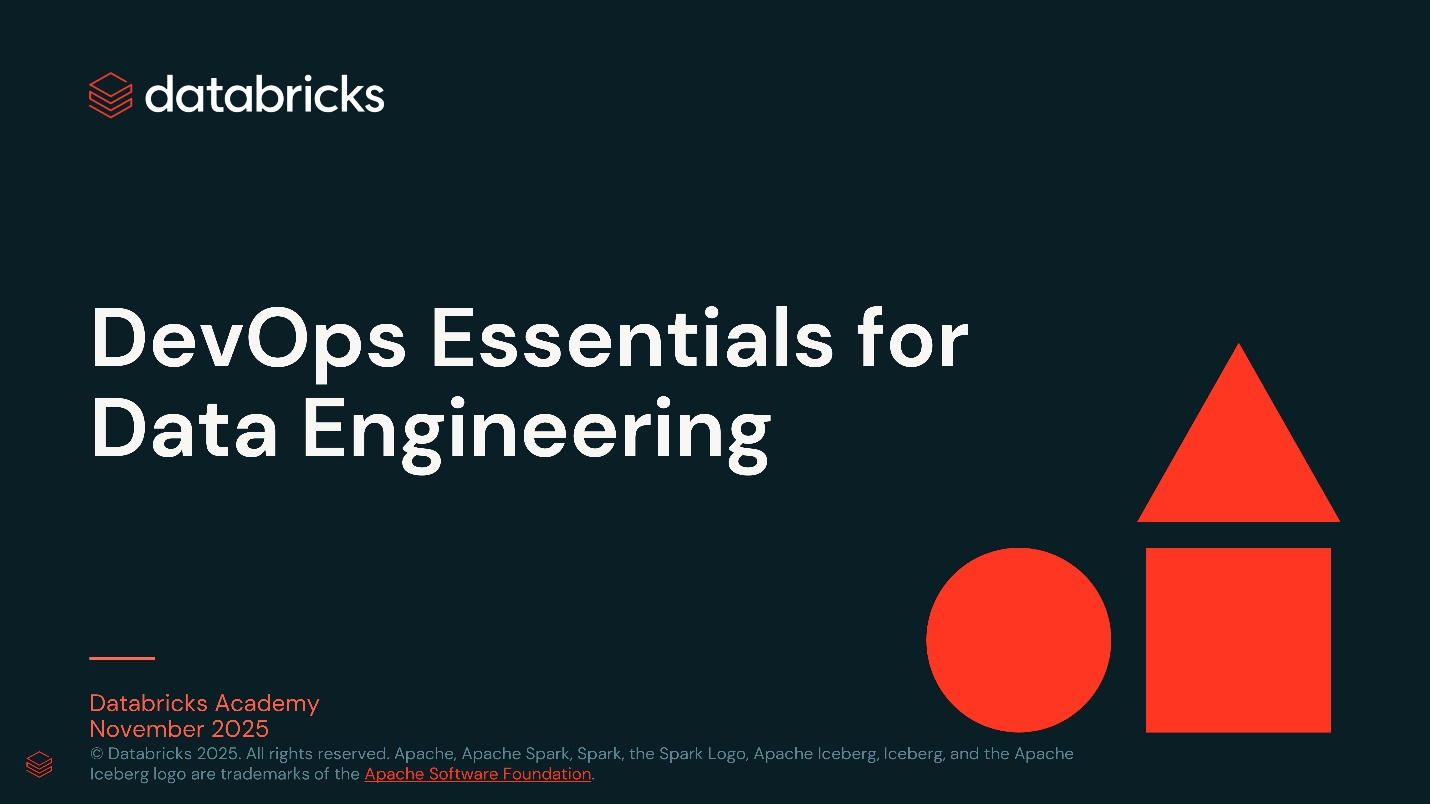 databricks
DevOps Essentials for
Data Engineering
Databricks Academy
November 2025
© Databricks 2025. All rights reserved. Apache, Apache Spark, Spark, the Spark Logo, Apache Iceberg, Iceberg, and the Apache
Iceberg logo are trademarks of the Apache Software Foundation.